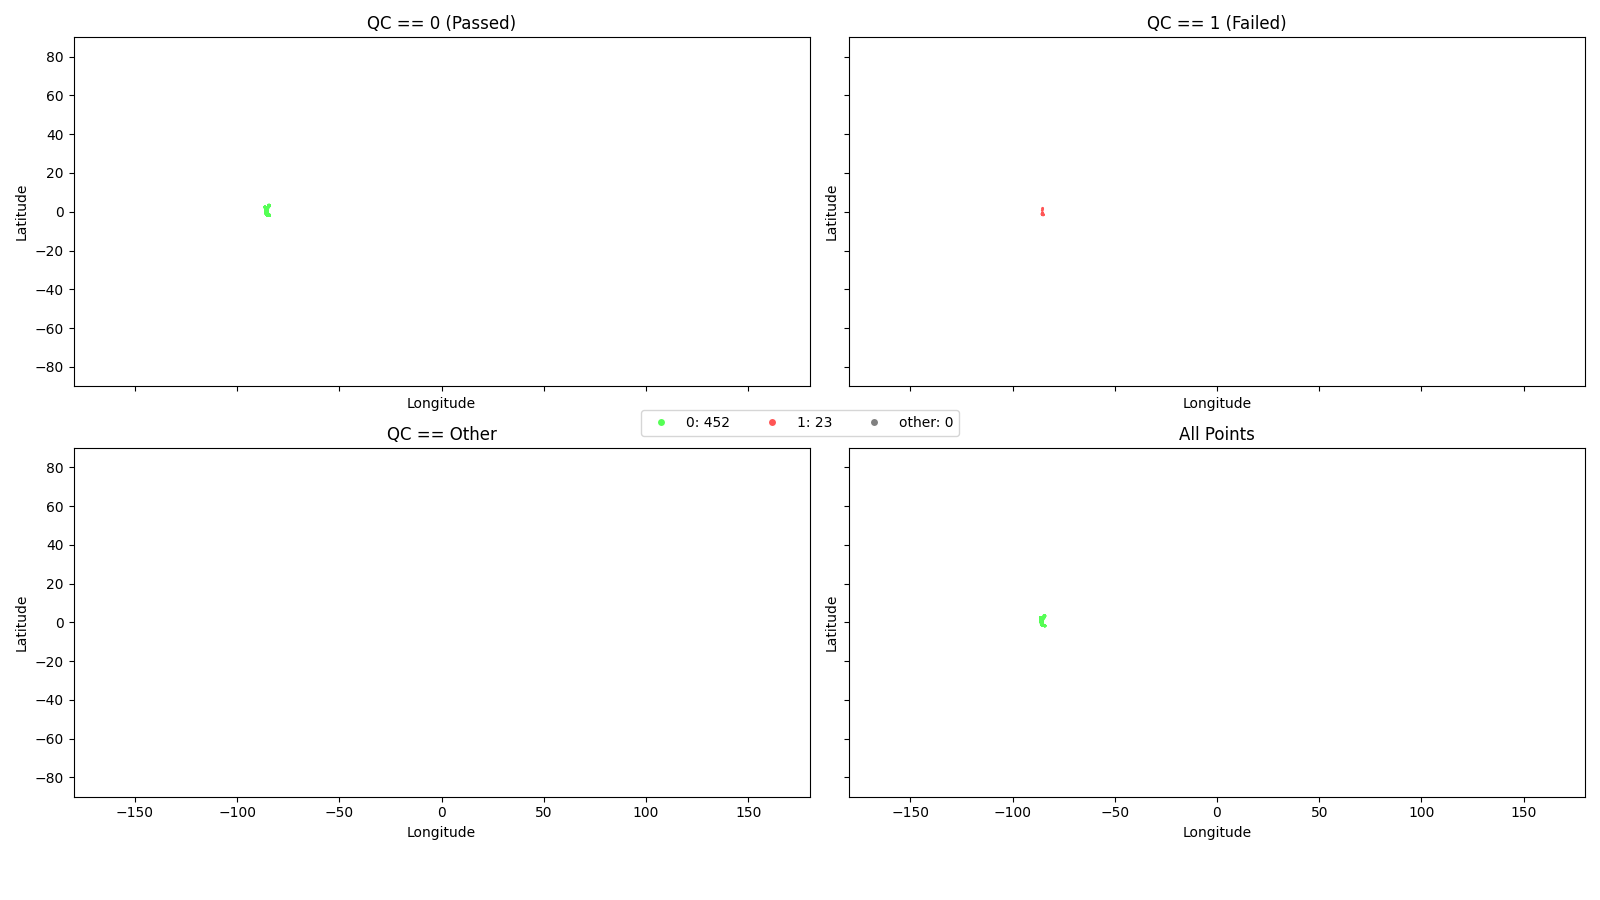 QC == 0 (Passed)
QC == 1 (Failed)
80
60
40
20
0
−20
−40
−60
−80
Latitude
Latitude
Longitude
Longitude
0: 452
1: 23
other: 0
QC == Other
All Points
80
60
40
20
0
−20
−40
−60
−80
Latitude
Latitude
−150 −100 −50 0 50 100 150
−150 −100 −50 0 50 100 150
Longitude
Longitude